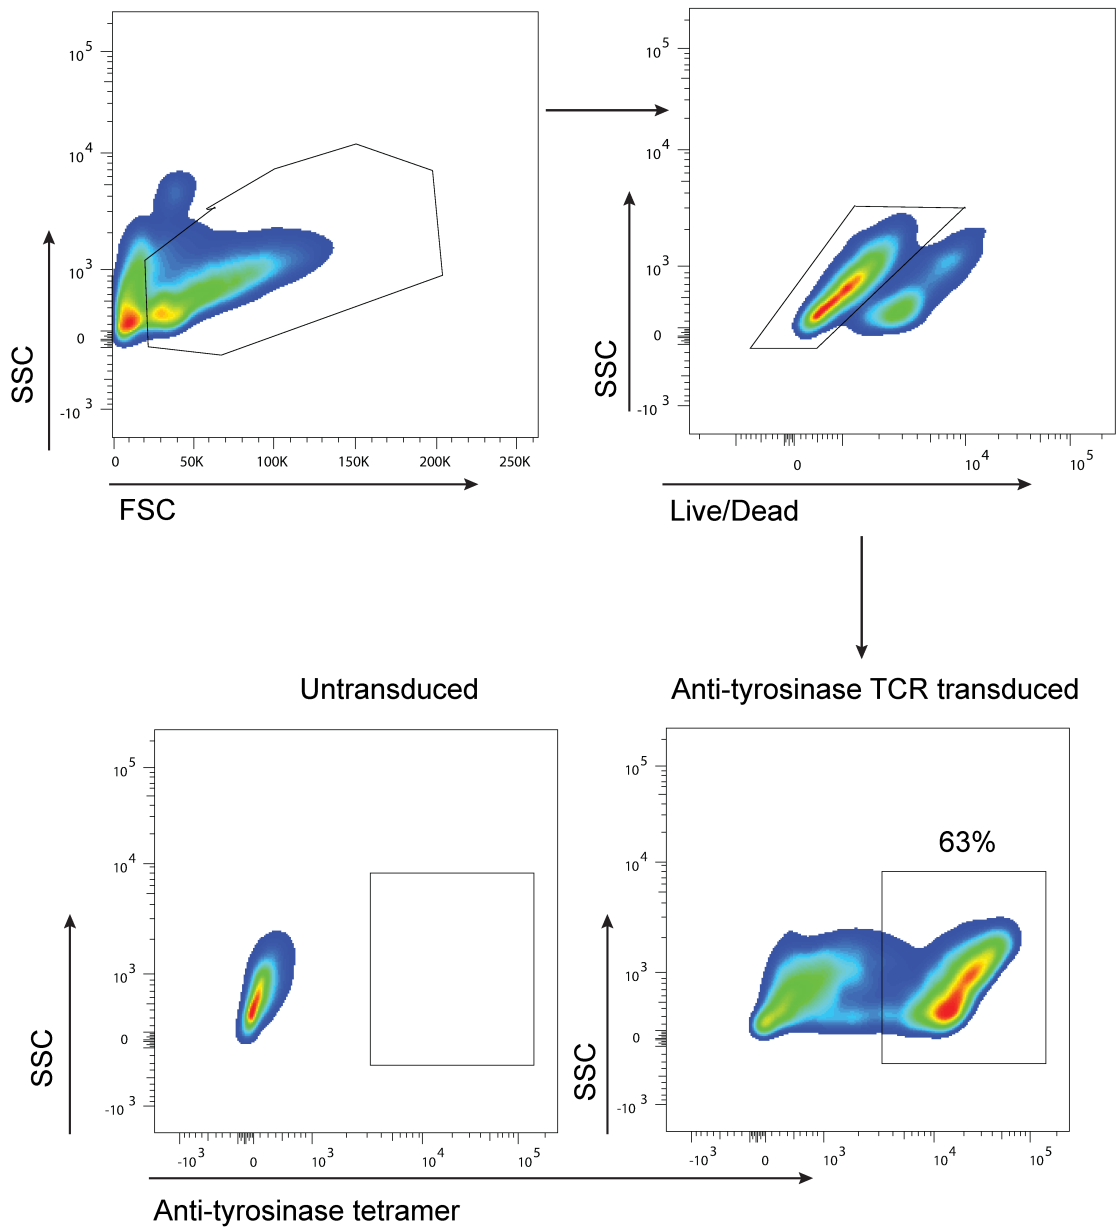 10 5
10 4
10 3
0
-10 3
SSC
0 50K 100K 150K 200K 250K
FSC
10 5
10 4
10 3
0
-10 3
SSC
0 10 4 10 5
Live/Dead
Untransduced
10 5
10 4
10 3
0
-10 3
SSC
-10 3 0 10 3 10 4 10 5
Anti-tyrosinase TCR transduced
63%
10 5
10 4
10 3
0
-10 3
SSC
-10 3 0 10 3 10 4 10 5
Anti-tyrosinase tetramer